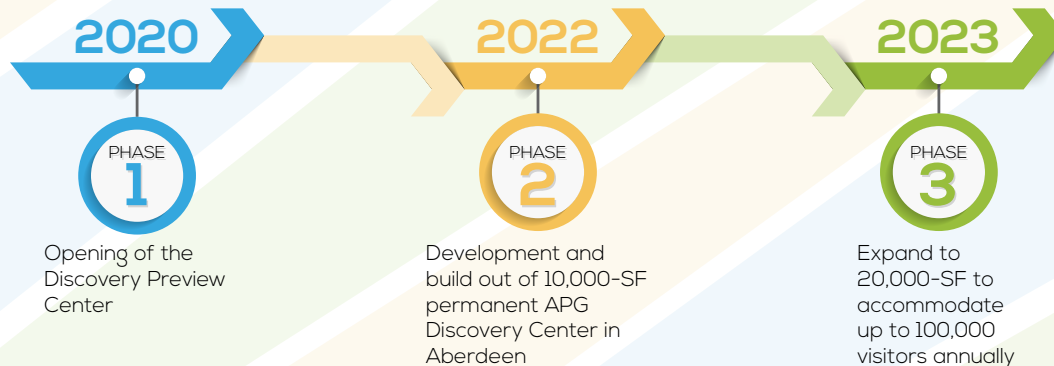 2020
2022
2023
PHASE
1
PHASE
2
PHASE
3
Opening of the
Discovery Preview
Center
Development and
build out of 10,000-SF
permanent APG
Discovery Center in
Aberdeen
Expand to
20,000-SF to
accommodate
up to 100,000
visitors annually